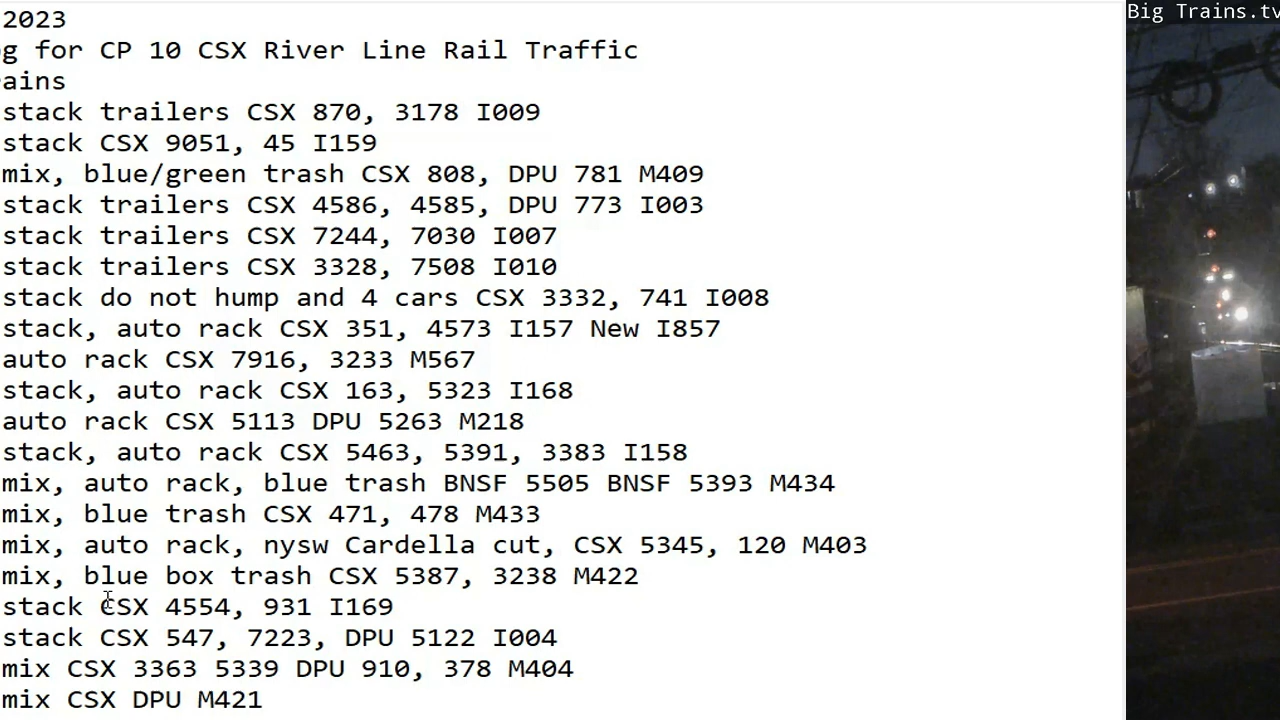 2023
g for CP 10 CSX River Line Rail Traffic
ains
stack trailers CSX 870, 3178 I009
stack CSX 9051, 45 I159
mix, blue/green trash CSX 808, DPU 781 M409
stack trailers CSX 4586, 4585, DPU 773 I003
stack trailers CSX 7244, 7030 I007
stack trailers CSX 3328, 7508 I010
stack do not hump and 4 cars CSX 3332, 741 I008
stack, auto rack CSX 351, 4573 I157 New I857
auto rack CSX 7916, 3233 M567
stack, auto rack CSX 163, 5323 I168
auto rack CSX 5113 DPU 5263 M218
stack, auto rack CSX 5463, 5391, 3383 I158
mix, auto rack, blue trash BNSF 5505 BNSF 5393 M434
mix, blue trash CSX 471, 478 M433
mix, auto rack, nysw Cardella cut, CSX 5345, 120 M403
mix, blue box trash CSX 5387, 3238 M422
stack CSX 4554, 931 I169
stack CSX 547, 7223, DPU 5122 I004
mix CSX 3363 5339 DPU 910, 378 M404
mix CSX DPU M421
Big Trains.tv